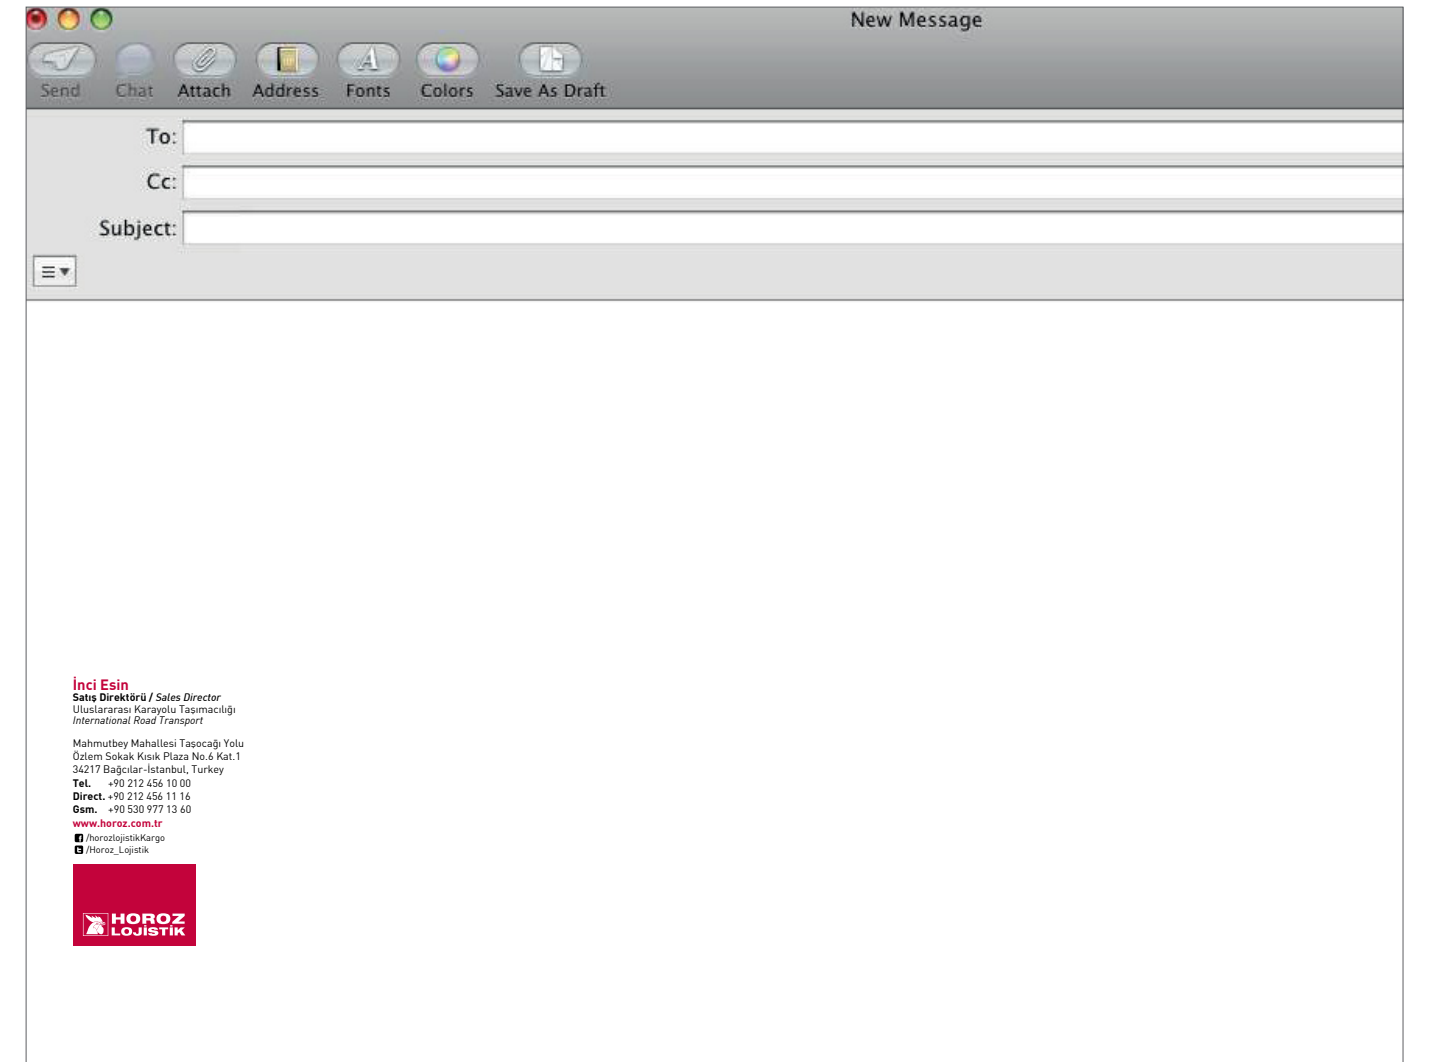 New Message
Send Chat Attach Address Fonts Colors Save As Draft
To:
Cc:
Subject:
İnci Esin
Satış Direktörü / Sales Director
Uluslararası Karayolu Taşımacılığı
International Road Transport
Mahmutbey Mahallesi Taşocağı Yolu
Özlem Sokak Kısık Plaza No.6 Kat.1
34217 Bağcılar-İstanbul, Turkey
Tel. +90 212 456 10 00
Direct. +90 212 456 11 16
Gsm. +90 530 977 13 60
www.horoz.com.tr
/horozlojistikKargo
/Horoz_Lojistik
HOROZ
LOJİSTİK